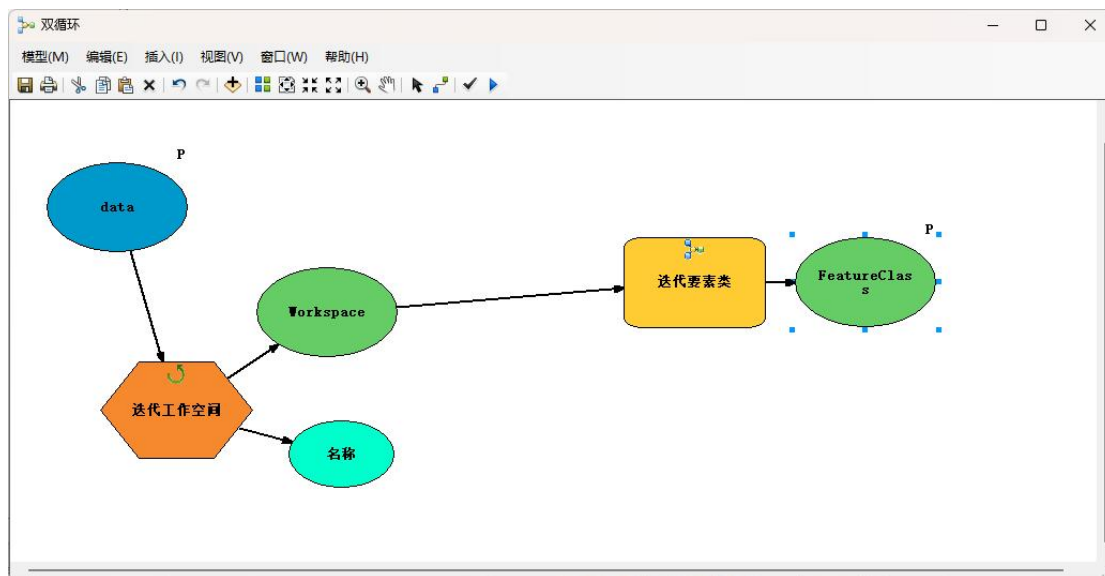 双循环
模型(M) 编辑(E) 插入(I) 视图(V) 窗口(W) 帮助(H)
P
data
P
迭代要素类
FeatureClas
s
Workspace
迭代工作空间
名称